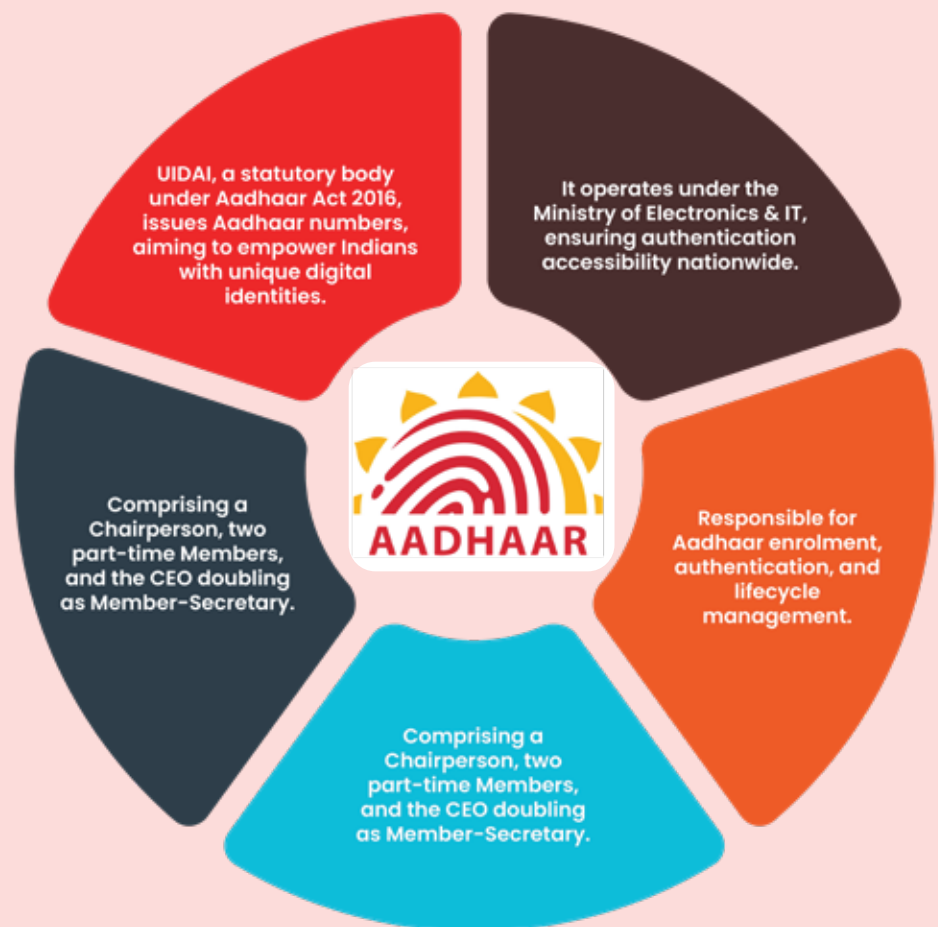 UIDAI, a statutory body
under Aadhaar Act 2016,
issues Aadhaar numbers,
aiming to empower Indians
with unique digital
identities.
It operates under the
Ministry of Electronics & IT,
ensuring authentication
accessibility nationwide.
Responsible for
Aadhaar enrolment,
authentication, and
lifecycle
management.
Comprising a
Chairperson, two
part-time Members,
and the CEO doubling
as Member-Secretary.
Comprising a
Chairperson, two
part-time Members,
and the CEO doubling
as Member-Secretary.
AADHAAR